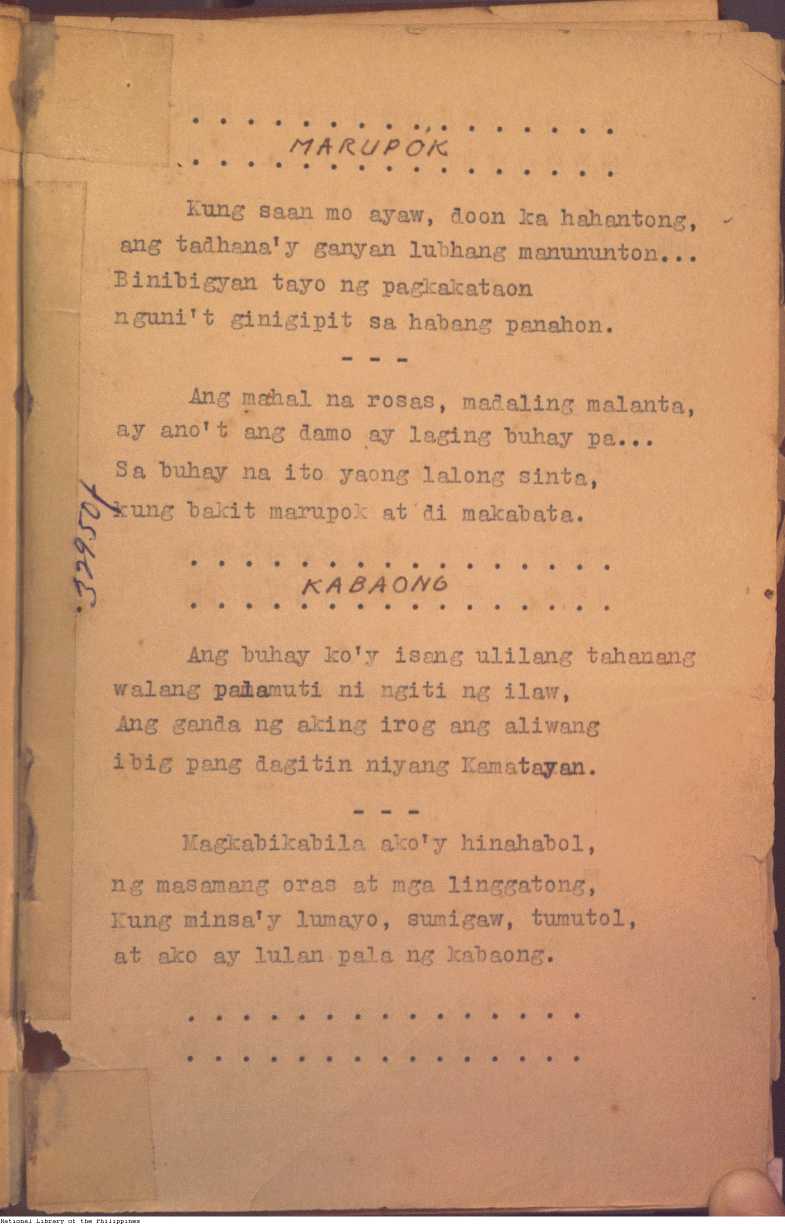 . . . . . . . . . . . . . . . .
MARUPÓK
. . . . . . . . . . . . . . . .
Kung saan mo ayaw, doon ka hahantong,
ang tadhana'y ganyan lubhang manununton...
Binibigyan tayo ng pagkakataon
nguni't ginigipit sa habang panahon.
- - -
Ang mahal na rosas, madaling malanta,
ay ano't ang damo ay laging buhay pa...
Sa buhay na ito yaong lalong sinta,
kung bakit marupok at di makabata.
32950f
. . . . . . . . . . . . . . . .
KABAONG
. . . . . . . . . . . . . . . .
Ang buhay ko'y isang ulilang tahanang
walang palamuti ni ngiti ng ilaw,
Ang ganda ng aking irog ang aliwang
ibig pang dagitin niyang Kamatayan.
- - -
Magkabikabila ako'y hinahabol,
ng masamang oras at mga linggatong,
Kung minsa'y lumayo, sumigaw, tumutol,
at ako ay lulan pala ng kabaong.
. . . . . . . . . . . . . . .
. . . . . . . . . . . . . . .
National Library of the Philippines